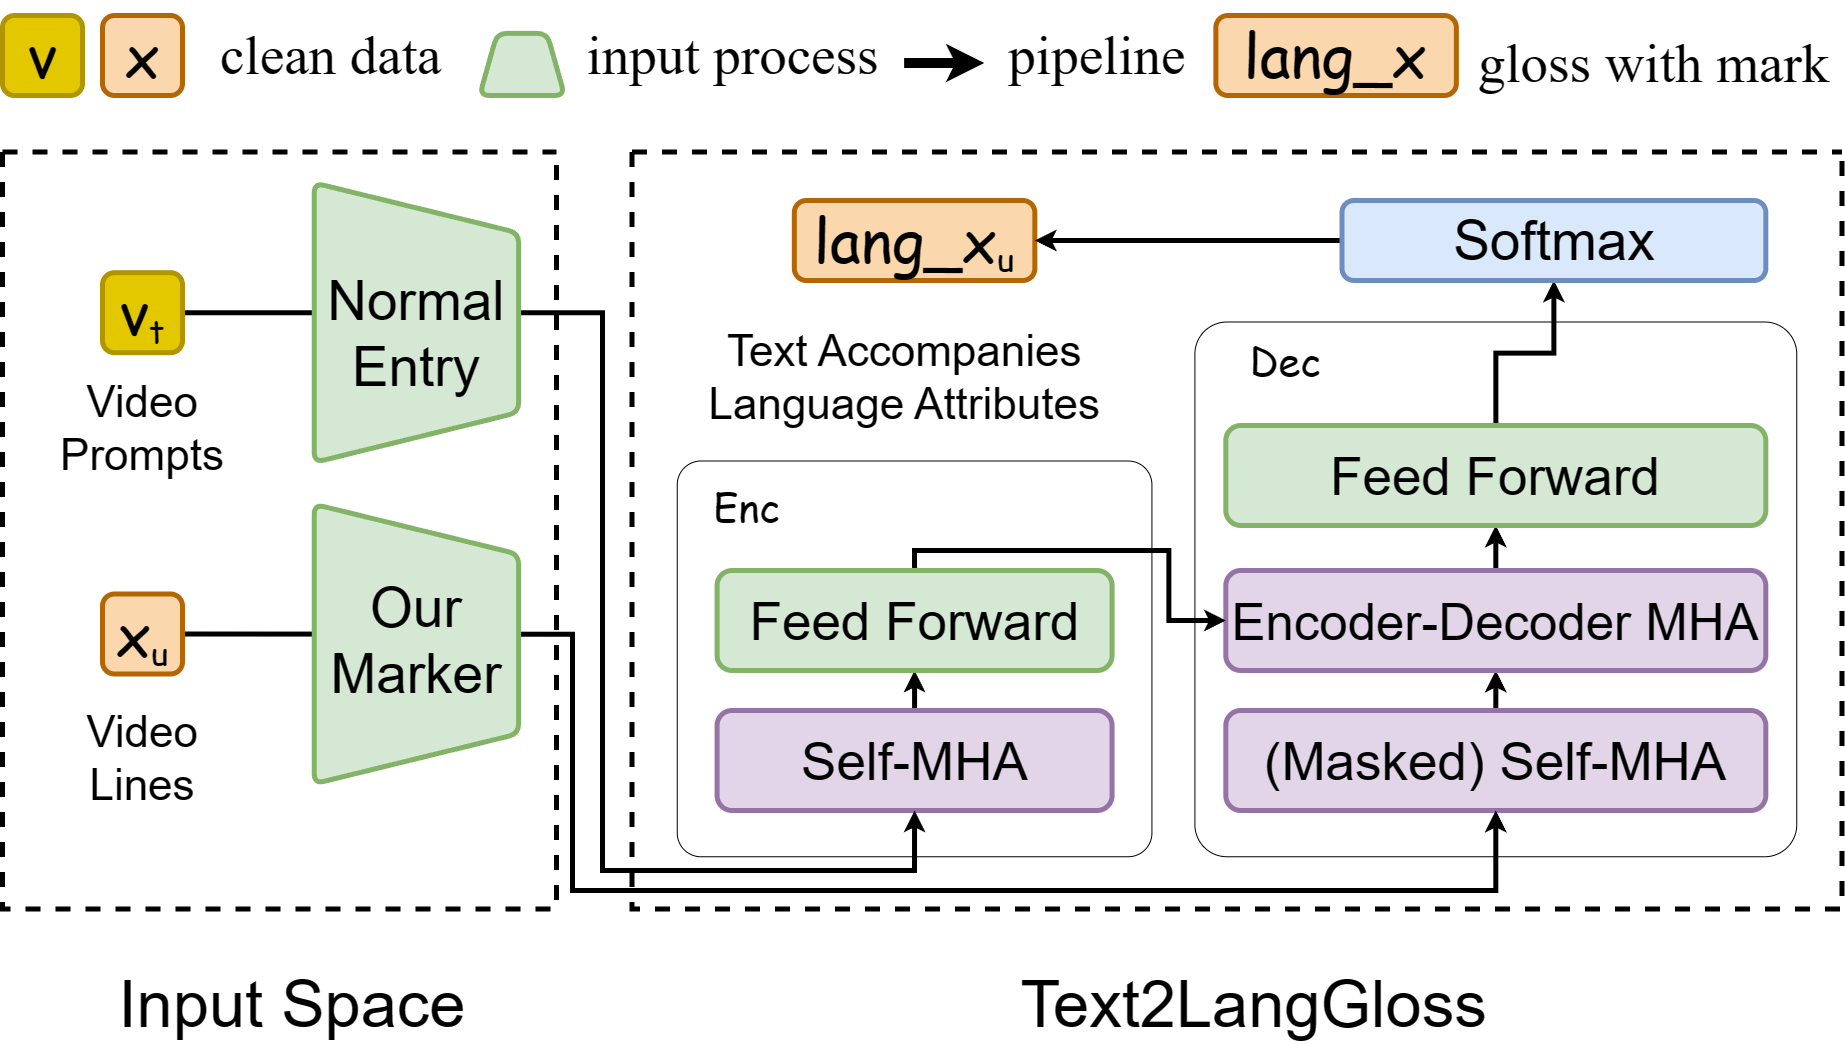 v x clean data input process pipeline lang_x gloss with mark
v_t
Video
Prompts
Normal
Entry
x_u
Video
Lines
Our
Marker
lang_x_u
Softmax
Text Accompanies
Language Attributes
Enc
Feed Forward
Self-MHA
Dec
Feed Forward
Encoder-Decoder MHA
(Masked) Self-MHA
Input Space
Text2LangGloss